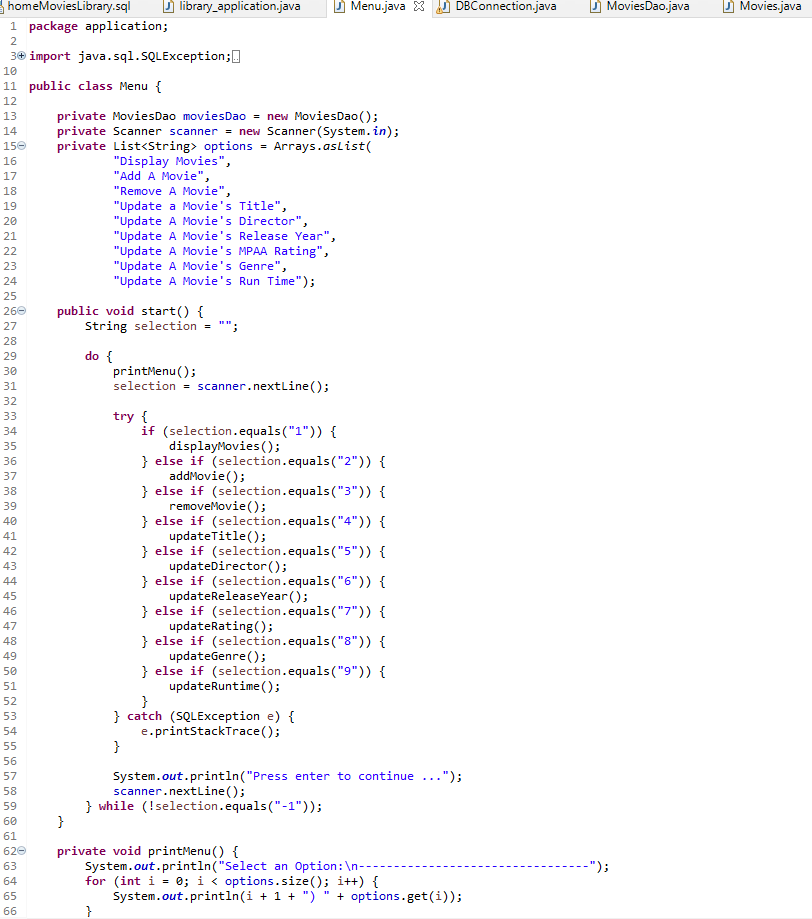 homeMoviesLibrary.sql library_application.java Menu.java DBConnection.java MoviesDao.java Movies.java
1 package application;
2
3 import java.sql.SQLException;
10
11 public class Menu {
12
13     private MoviesDao moviesDao = new MoviesDao();
14     private Scanner scanner = new Scanner(System.in);
15     private List<String> options = Arrays.asList(
16             "Display Movies",
17             "Add A Movie",
18             "Remove A Movie",
19             "Update a Movie's Title",
20             "Update A Movie's Director",
21             "Update A Movie's Release Year",
22             "Update A Movie's MPAA Rating",
23             "Update A Movie's Genre",
24             "Update A Movie's Run Time");
25
26     public void start() {
27         String selection = "";
28
29         do {
30             printMenu();
31             selection = scanner.nextLine();
32
33             try {
34                 if (selection.equals("1")) {
35                     displayMovies();
36                 } else if (selection.equals("2")) {
37                     addMovie();
38                 } else if (selection.equals("3")) {
39                     removeMovie();
40                 } else if (selection.equals("4")) {
41                     updateTitle();
42                 } else if (selection.equals("5")) {
43                     updateDirector();
44                 } else if (selection.equals("6")) {
45                     updateReleaseYear();
46                 } else if (selection.equals("7")) {
47                     updateRating();
48                 } else if (selection.equals("8")) {
49                     updateGenre();
50                 } else if (selection.equals("9")) {
51                     updateRuntime();
52                 }
53             } catch (SQLException e) {
54                 e.printStackTrace();
55             }
56
57             System.out.println("Press enter to continue ...");
58             scanner.nextLine();
59         } while (!selection.equals("-1"));
60     }
61
62     private void printMenu() {
63         System.out.println("Select an Option:\n---------------------------------");
64         for (int i = 0; i < options.size(); i++) {
65             System.out.println(i + 1 + ") " + options.get(i));
66         }